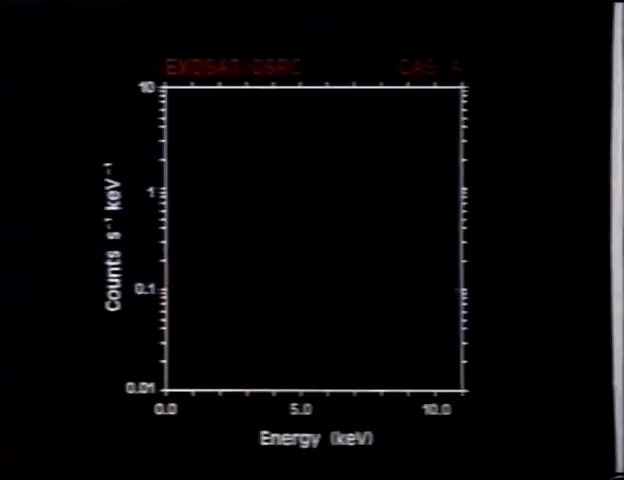 EXOSAT GSPC CAS A
10
1
0.1
0.01
Counts s⁻¹ keV⁻¹
0.0 5.0 10.0
Energy (keV)